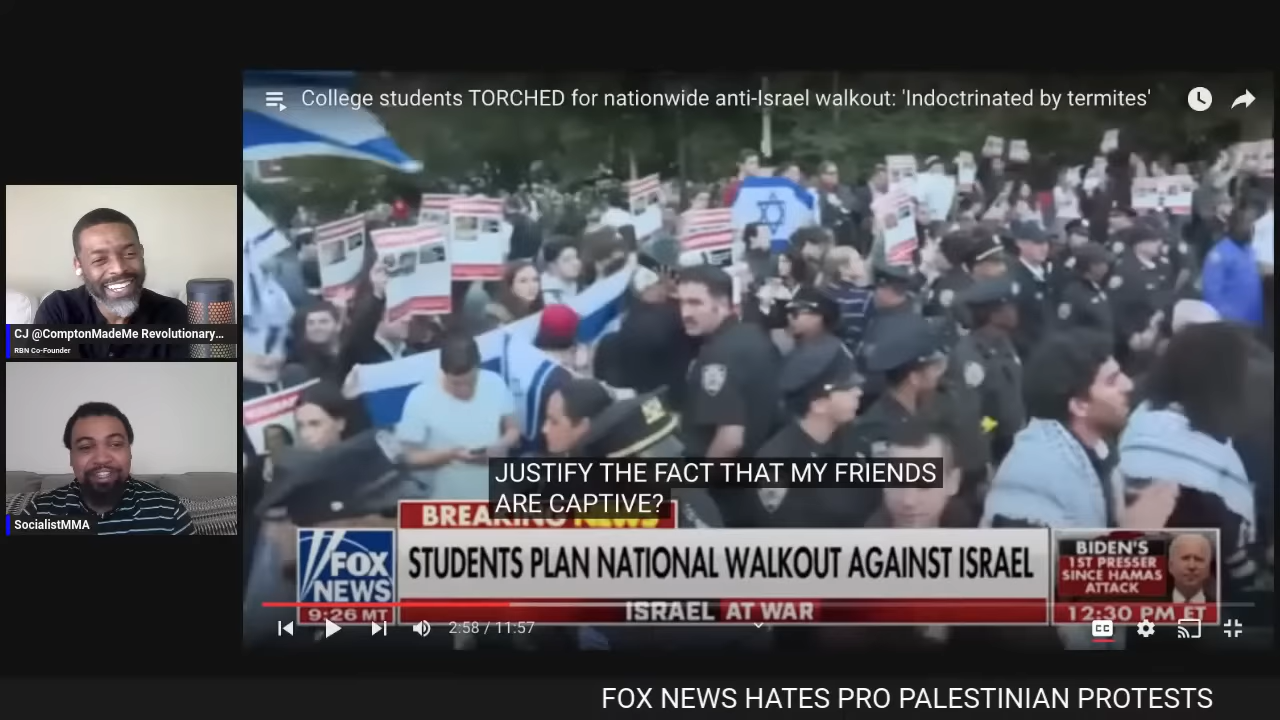 College students TORCHED for nationwide anti-Israel walkout: 'Indoctrinated by termites'
CJ @ComptonMadeMe Revolutionary...
RBN Co-Founder
SocialistMMA
JUSTIFY THE FACT THAT MY FRIENDS
ARE CAPTIVE?
BREAKING NEWS
FOX
NEWS
STUDENTS PLAN NATIONAL WALKOUT AGAINST ISRAEL
BIDEN'S
1ST PRESSER
SINCE HAMAS
ATTACK
9:26 MT
ISRAEL AT WAR
12:30 PM ET
2:58 / 11:57
CC
FOX NEWS HATES PRO PALESTINIAN PROTESTS